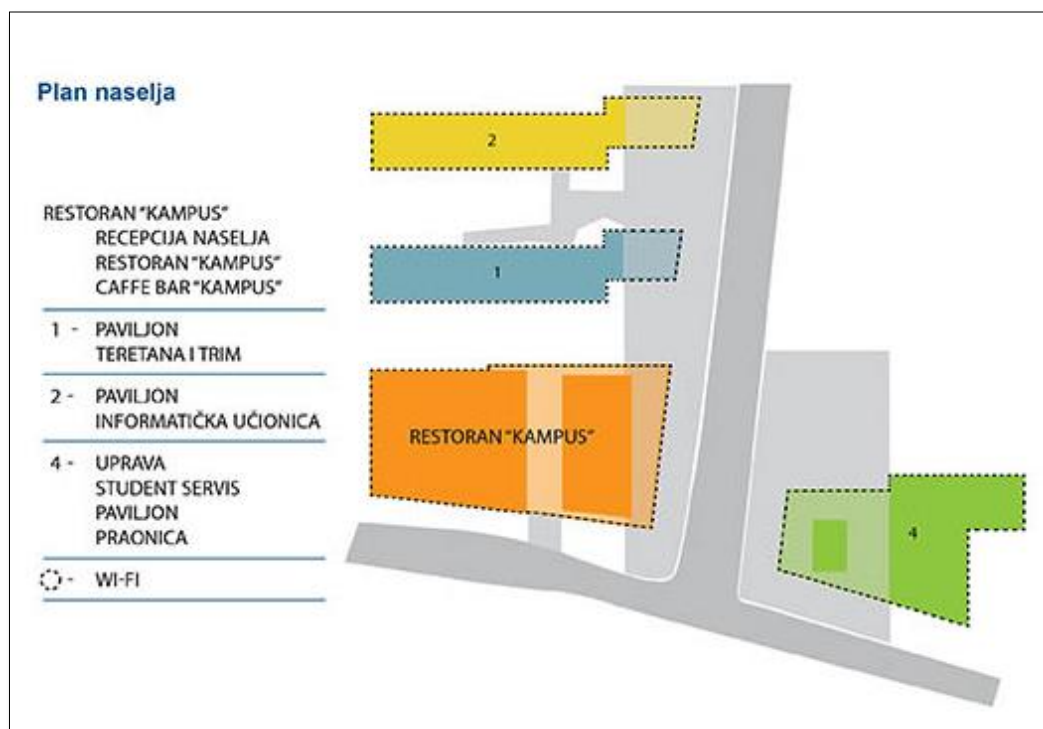 Plan naselja
RESTORAN "KAMPUS"
RECEPCIJA NASELJA
RESTORAN "KAMPUS"
CAFFE BAR "KAMPUS"
1 - PAVILJON
TERETANA I TRIM
2 - PAVILJON
INFORMATIČKA UČIONICA
4 - UPRAVA
STUDENT SERVIS
PAVILJON
PRAONICA
- WI-FI
2
1
RESTORAN "KAMPUS"
4